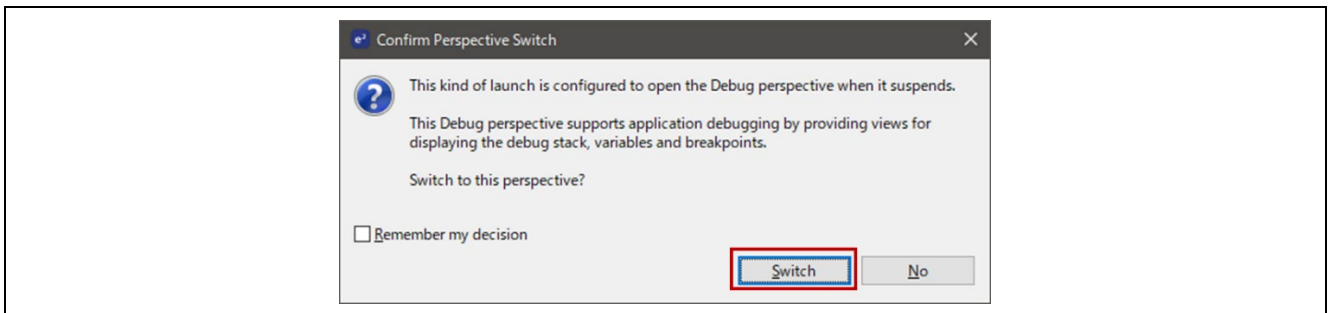 e² Confirm Perspective Switch
This kind of launch is configured to open the Debug perspective when it suspends.
This Debug perspective supports application debugging by providing views for
displaying the debug stack, variables and breakpoints.
Switch to this perspective?
Remember my decision
Switch No